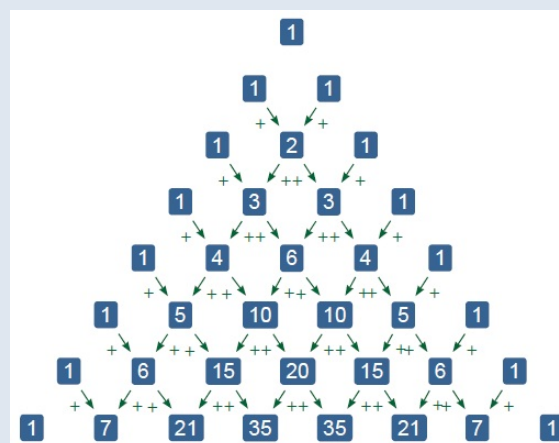 1
1 1
+ +
1 2 1
+ ++ +
1 3 3 1
+ ++ ++ +
1 4 6 4 1
+ ++ ++ ++ +
1 5 10 10 5 1
+ ++ ++ ++ ++ +
1 6 15 20 15 6 1
+ ++ ++ ++ ++ ++ +
1 7 21 35 35 21 7 1